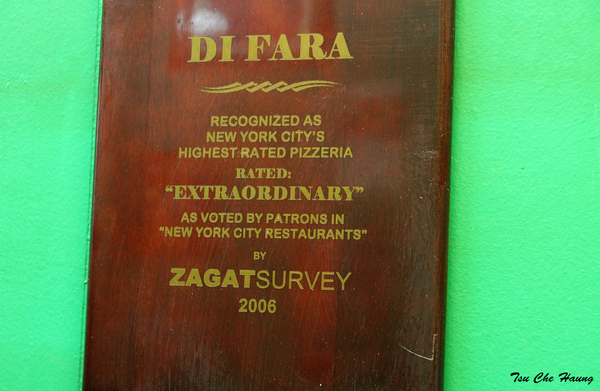 DI FARA
RECOGNIZED AS
NEW YORK CITY'S
HIGHEST RATED PIZZERIA
RATED:
"EXTRAORDINARY"
AS VOTED BY PATRONS IN
"NEW YORK CITY RESTAURANTS"
BY
ZAGATSURVEY
2006
Tsu Che Haung